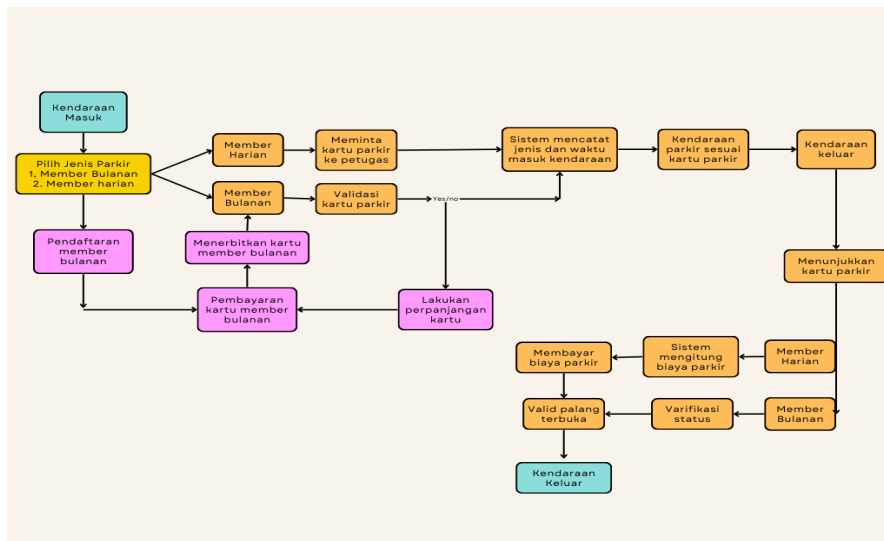 Kendaraan
Masuk
Pilih Jenis Parkir
1, Member Bulanan
2. Member harian
Member
Harian
Meminta
kartu parkir
ke petugas
Sistem mencatat
jenis dan waktu
masuk kendaraan
Kendaraan
parkir sesuai
kartu parkir
Kendaraan
keluar
Member
Bulanan
Validasi
kartu parkir
Yes/no
Pendaftaran
member
bulanan
Menerbitkan kartu
member bulanan
Pembayaran
kartu member
bulanan
Lakukan
perpanjangan
kartu
Menunjukkan
kartu parkir
Member
Harian
Sistem
mengitung
biaya parkir
Membayar
biaya parkir
Member
Bulanan
Varifikasi
status
Valid palang
terbuka
Kendaraan
Keluar